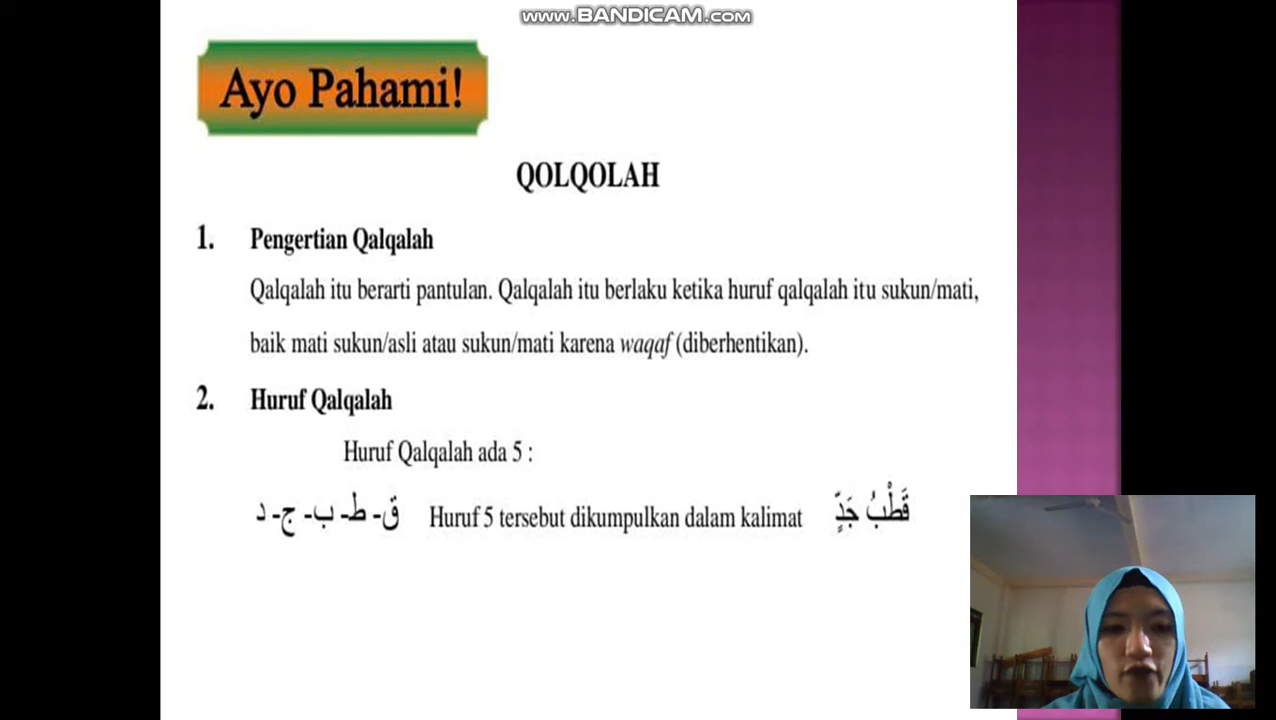 www.BANDICAM.com
Ayo Pahami!
QOLQOLAH
1. Pengertian Qalqalah
Qalqalah itu berarti pantulan. Qalqalah itu berlaku ketika huruf qalqalah itu sukun/mati,
baik mati sukun/asli atau sukun/mati karena waqaf (diberhentikan).
2. Huruf Qalqalah
Huruf Qalqalah ada 5 :
ق- ط- ب- ج- د Huruf 5 tersebut dikumpulkan dalam kalimat قَطْبُ جَدٍّ